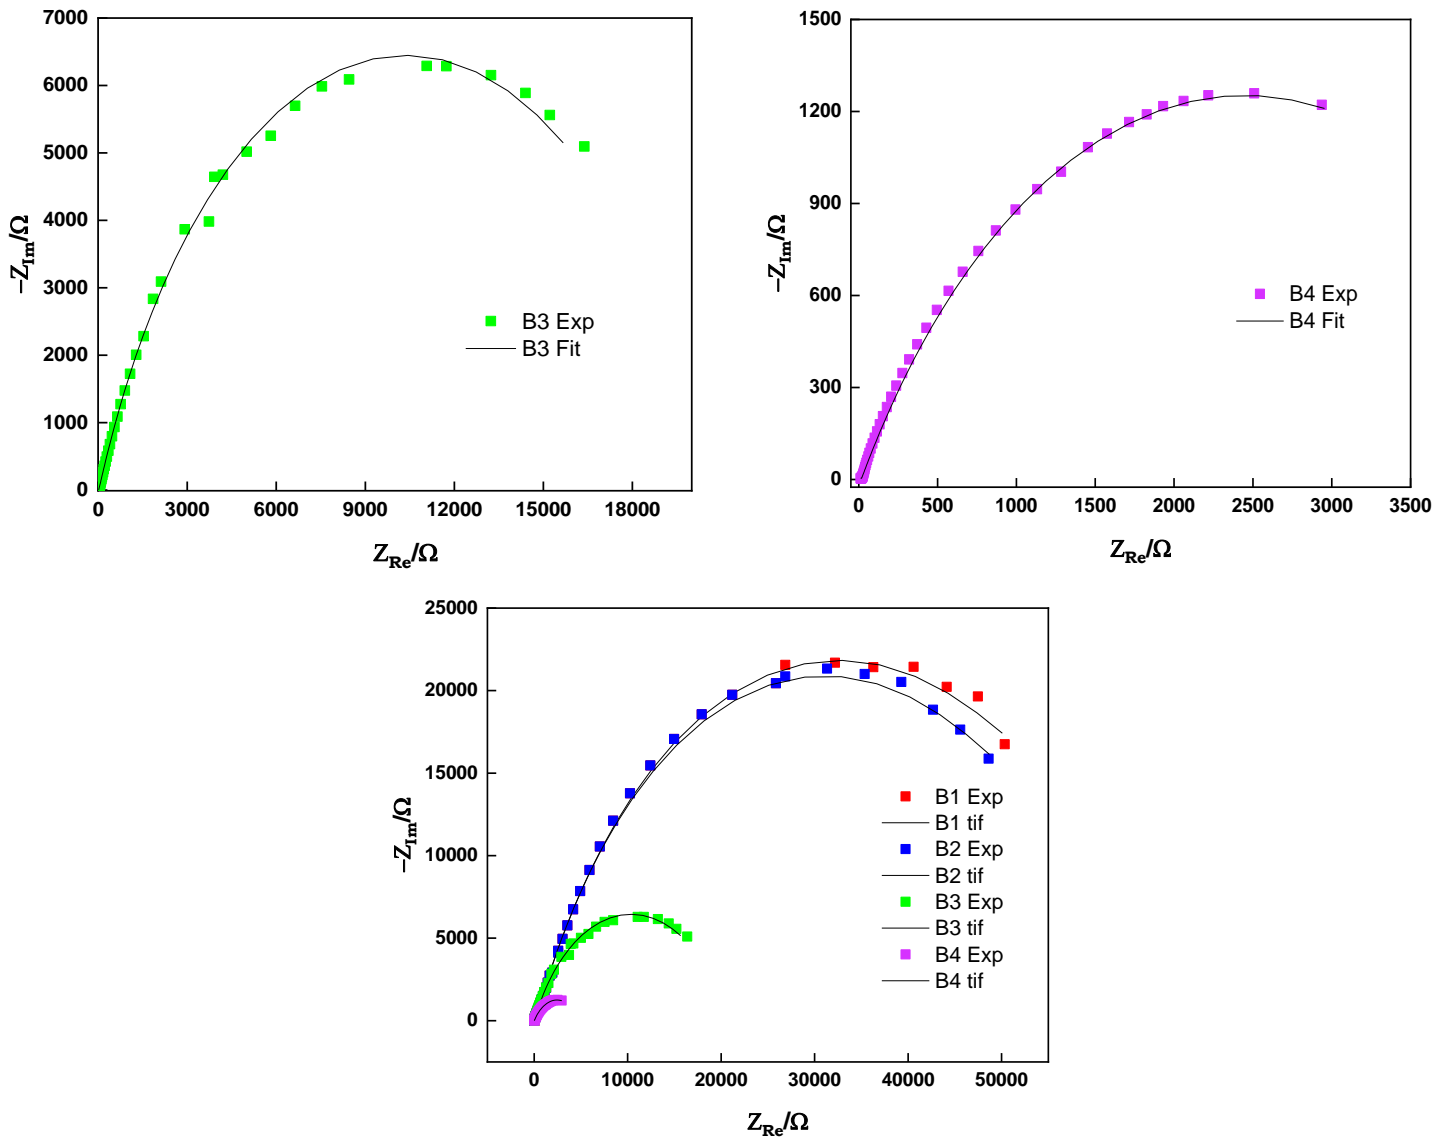 7000
6000
5000
4000
3000
2000
1000
0
−Z_Im/Ω
0 3000 6000 9000 12000 15000 18000
Z_Re/Ω
B3 Exp
B3 Fit
1500
1200
900
600
300
0
−Z_Im/Ω
0 500 1000 1500 2000 2500 3000 3500
Z_Re/Ω
B4 Exp
B4 Fit
25000
20000
15000
10000
5000
0
−Z_Im/Ω
0 10000 20000 30000 40000 50000
Z_Re/Ω
B1 Exp
B1 tif
B2 Exp
B2 tif
B3 Exp
B3 tif
B4 Exp
B4 tif